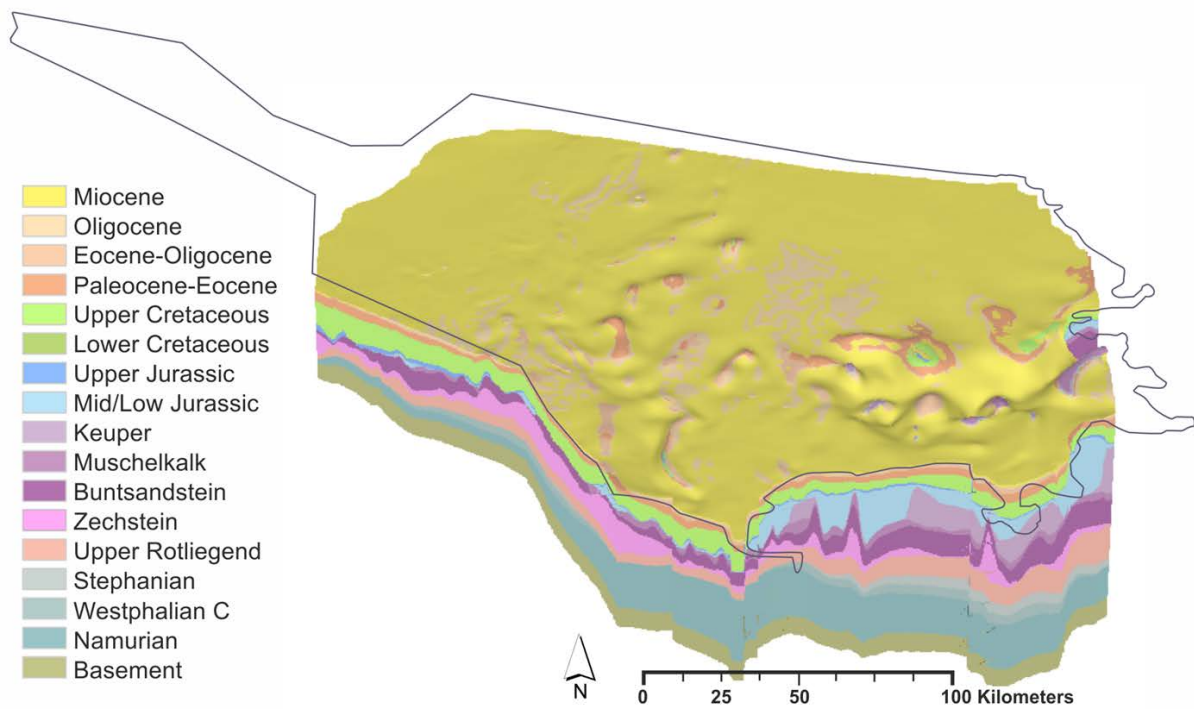 Miocene
Oligocene
Eocene-Oligocene
Paleocene-Eocene
Upper Cretaceous
Lower Cretaceous
Upper Jurassic
Mid/Low Jurassic
Keuper
Muschelkalk
Buntsandstein
Zechstein
Upper Rotliegend
Stephanian
Westphalian C
Namurian
Basement
N
0 25 50 100 Kilometers